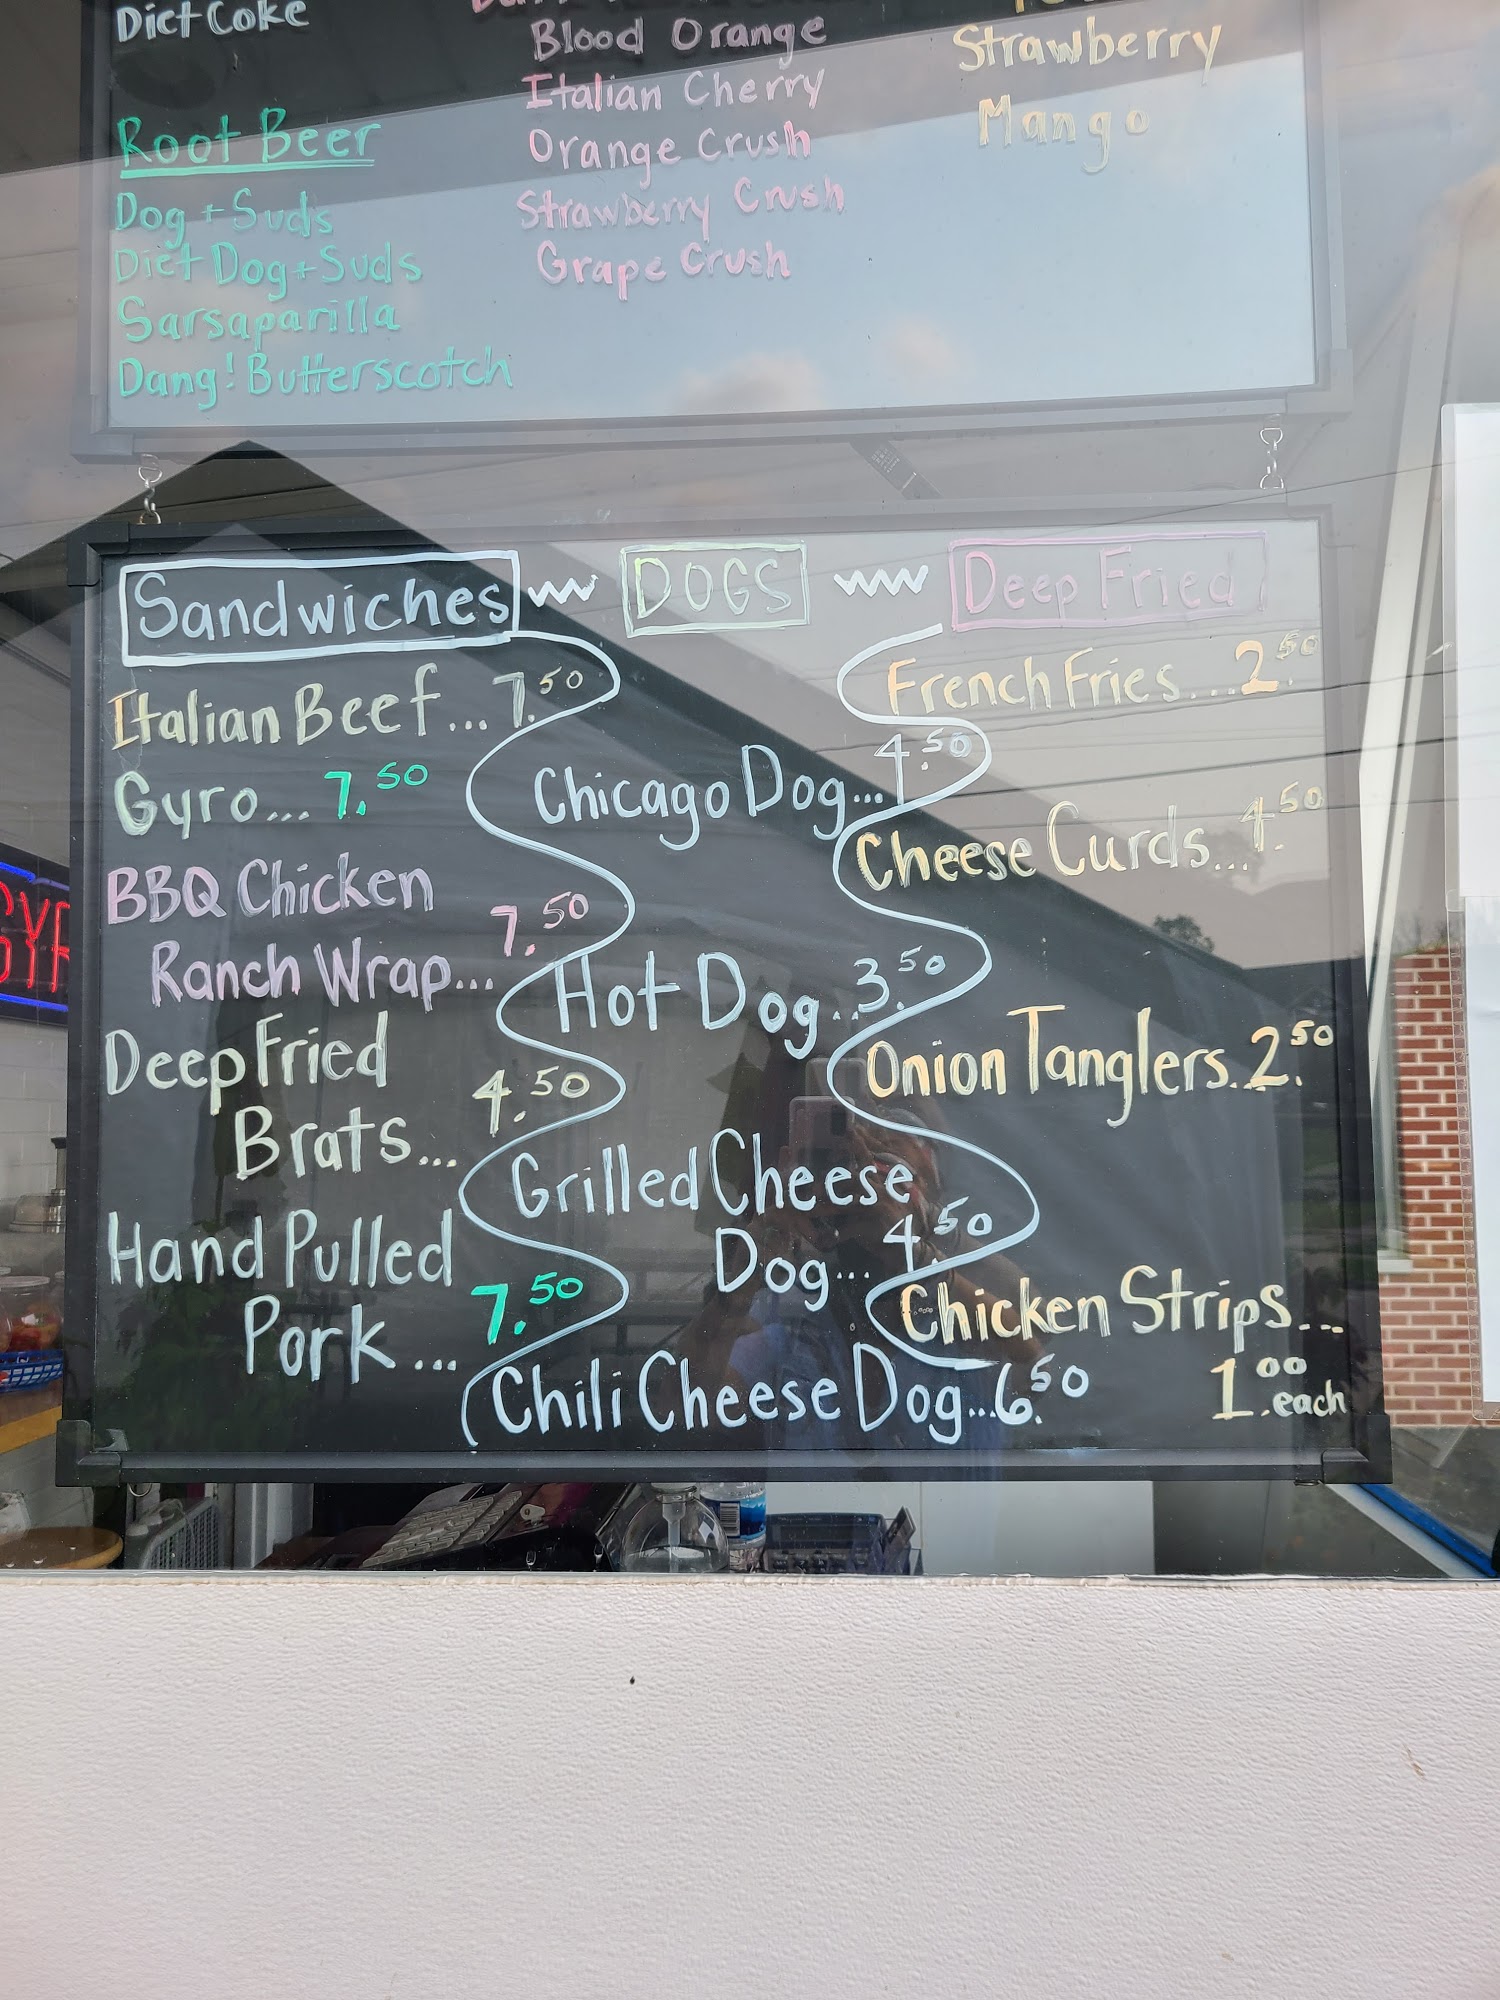 Diet Coke
Root Beer
Dog + Suds
Diet Dog + Suds
Sarsaparilla
Dang! Butterscotch
Blood Orange
Italian Cherry
Orange Crush
Strawberry Crush
Grape Crush
Strawberry
Mango
Sandwiches
Italian Beef... 7.50
Gyro... 7.50
BBQ Chicken
Ranch Wrap... 7.50
Deep Fried
Brats... 4.50
Hand Pulled
Pork... 7.50
DOGS
Chicago Dog... 4.50
Hot Dog.. 3.50
Grilled Cheese
Dog... 4.50
Chili Cheese Dog... 6.50
Deep Fried
French Fries.... 2.50
Cheese Curds... 4.50
Onion Tanglers.. 2.50
Chicken Strips...
1.00 each
GYR